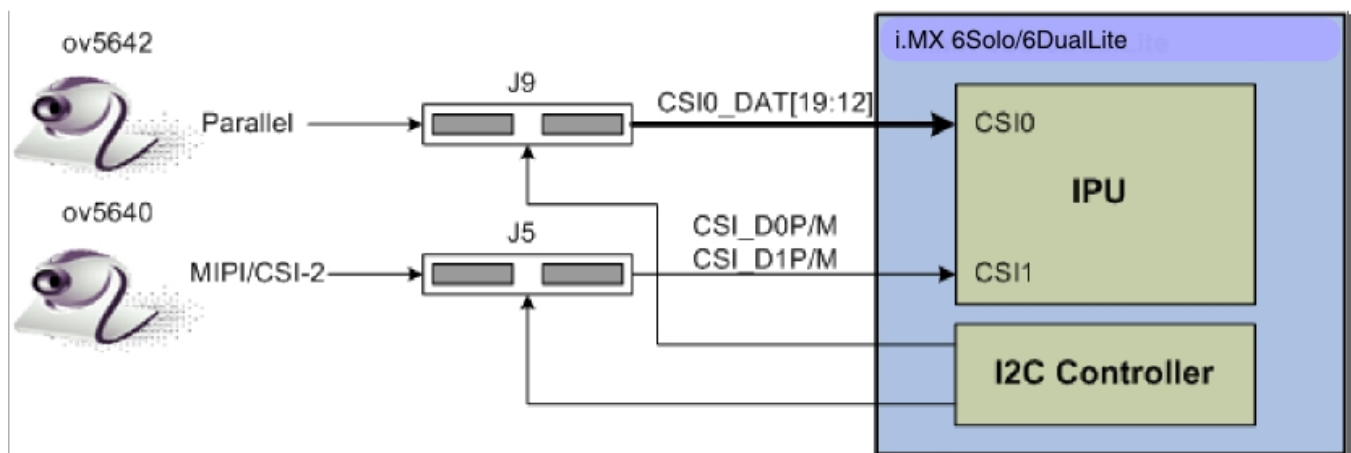 ov5642
Parallel
J9
CSI0_DAT[19:12]
i.MX 6Solo/6DualLite
CSI0
IPU
ov5640
MIPI/CSI-2
J5
CSI_D0P/M
CSI_D1P/M
CSI1
I2C Controller